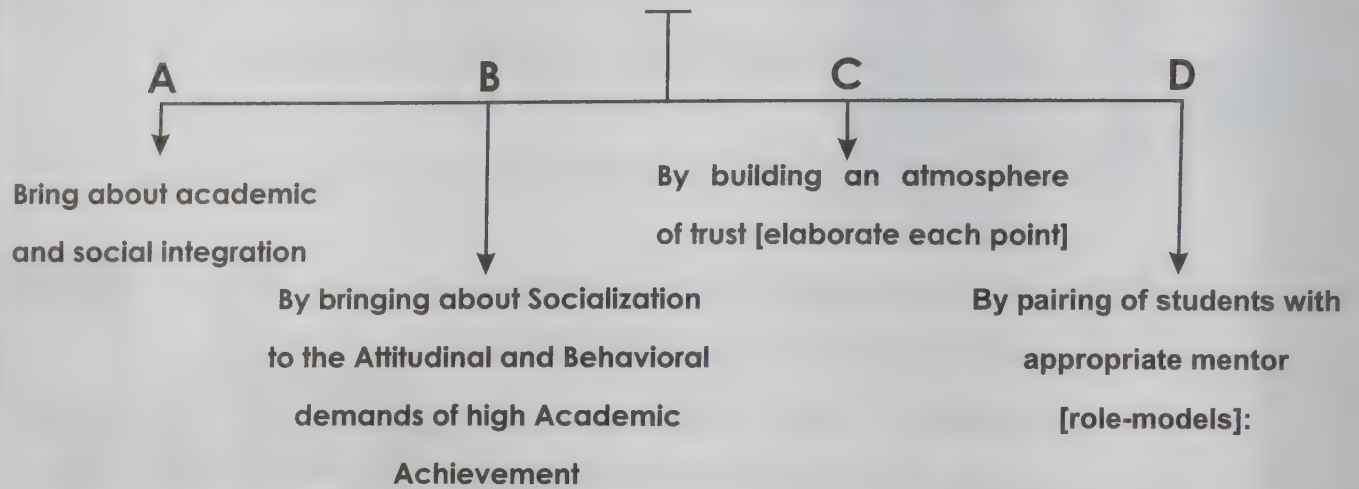 A
B
C
D
Bring about academic
and social integration
By bringing about Socialization
to the Attitudinal and Behavioral
demands of high Academic
Achievement
By building an atmosphere
of trust [elaborate each point]
By pairing of students with
appropriate mentor
[role-models]: